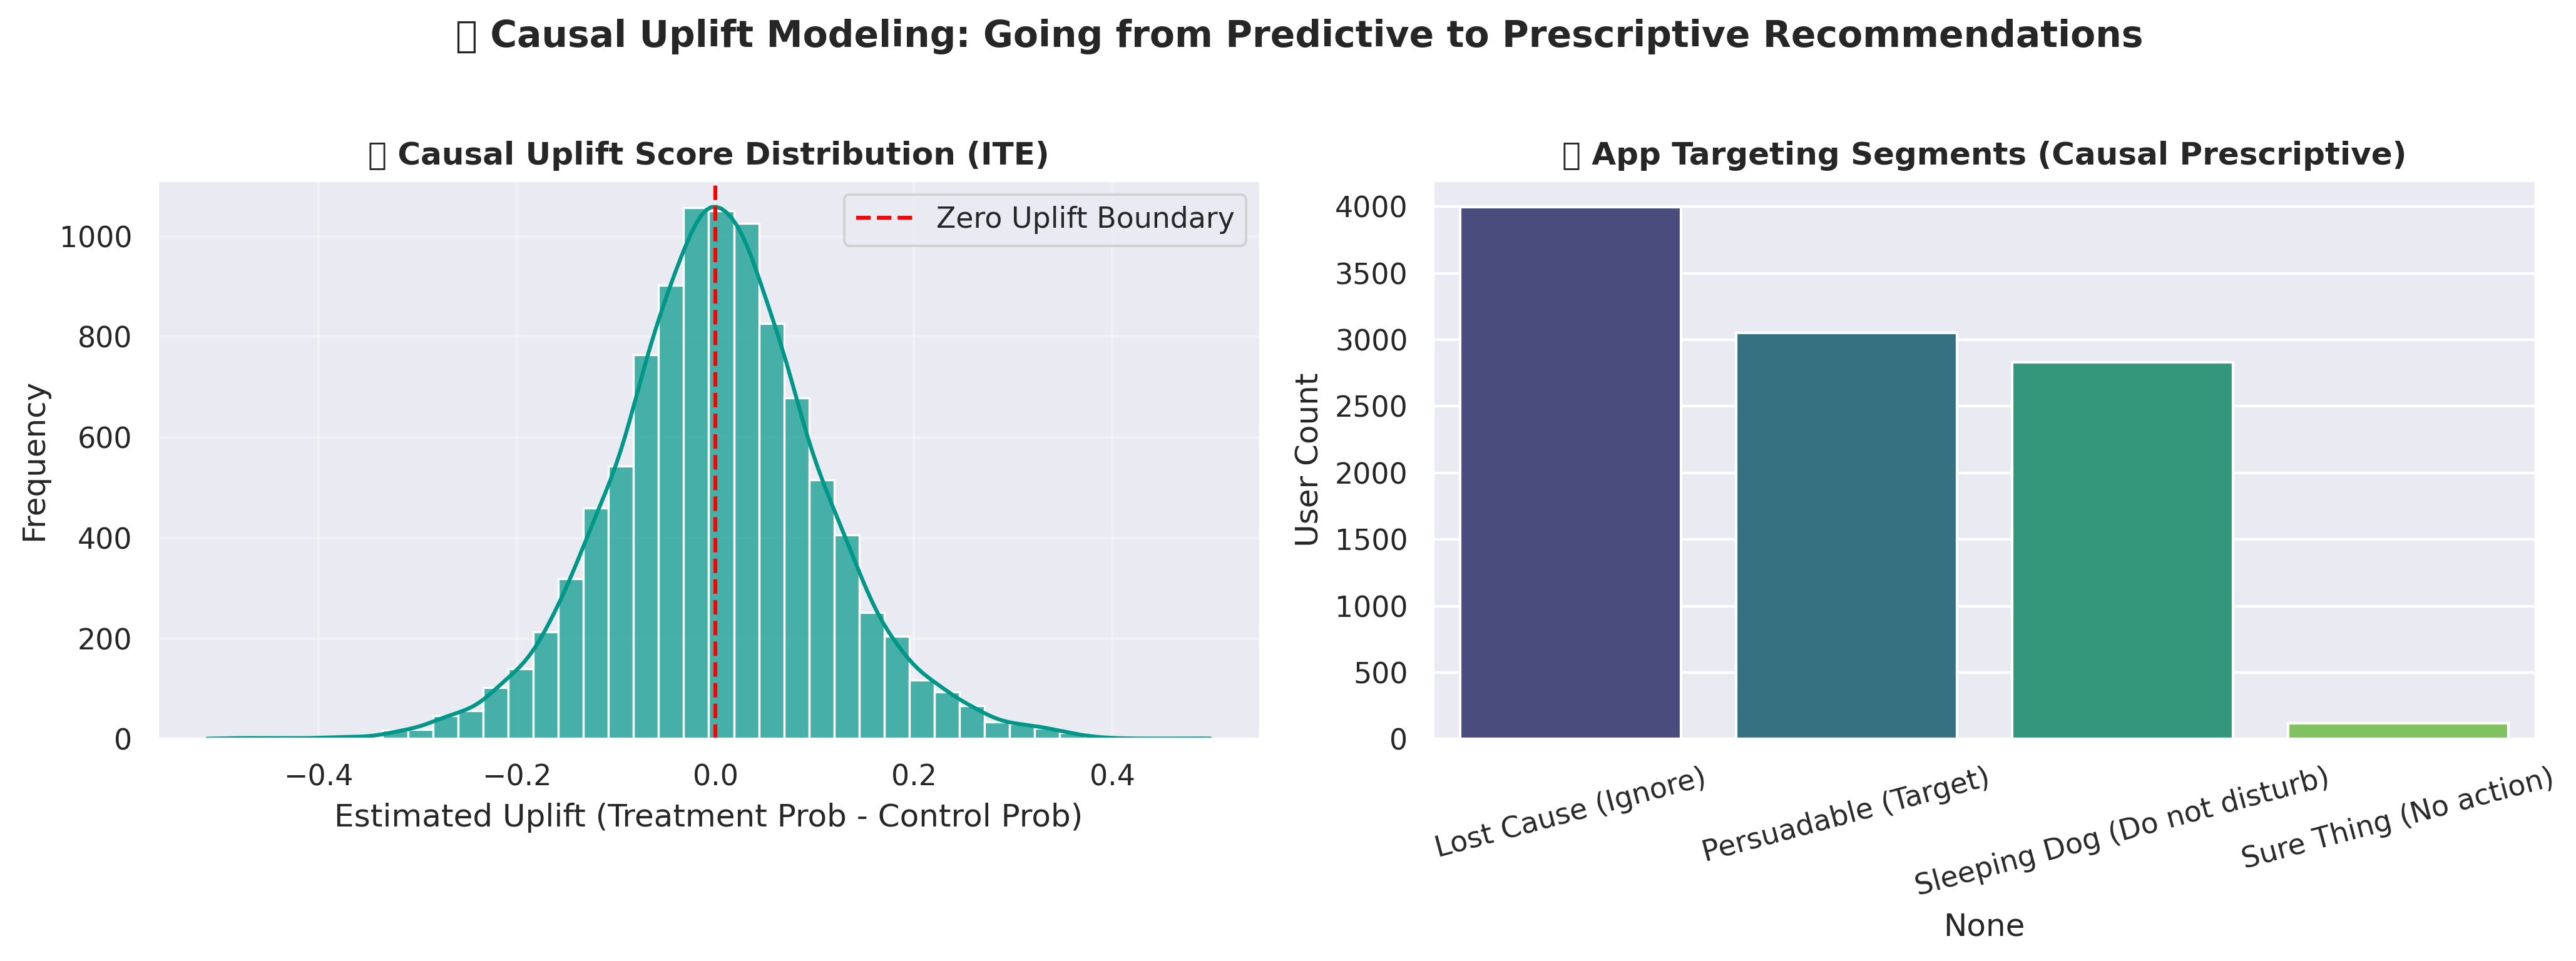 ▯ Causal Uplift Modeling: Going from Predictive to Prescriptive Recommendations
▯ Causal Uplift Score Distribution (ITE)
Zero Uplift Boundary
Frequency
1000
800
600
400
200
0
−0.4
−0.2
0.0
0.2
0.4
Estimated Uplift (Treatment Prob - Control Prob)
▯ App Targeting Segments (Causal Prescriptive)
User Count
4000
3500
3000
2500
2000
1500
1000
500
0
Lost Cause (Ignore)
Persuadable (Target)
Sleeping Dog (Do not disturb)
Sure Thing (No action)
None